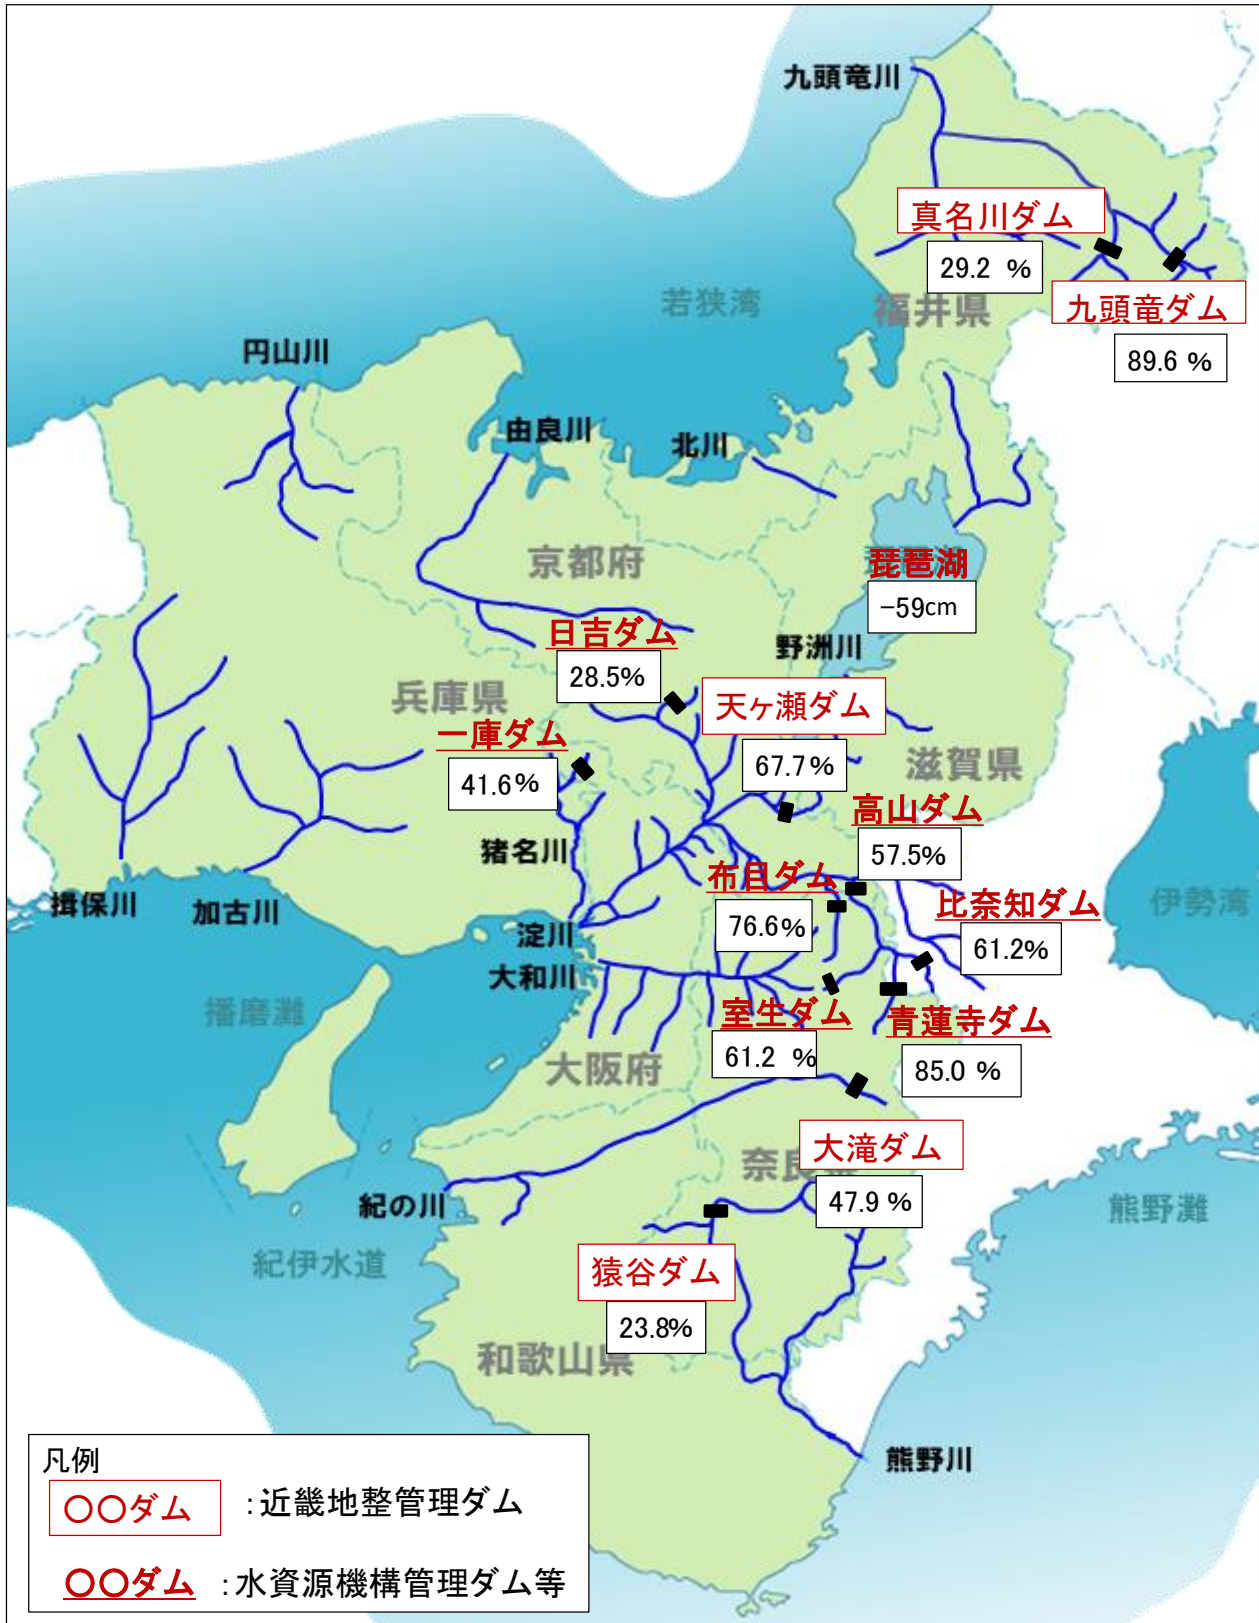 九頭竜川
真名川ダム
29.2 %
九頭竜ダム
89.6 %
若狭湾
福井県
円山川
由良川
北川
京都府
琵琶湖
-59cm
日吉ダム
28.5%
野洲川
兵庫県
天ヶ瀬ダム
67.7%
一庫ダム
41.6%
滋賀県
高山ダム
57.5%
猪名川
布目ダム
76.6%
比奈知ダム
61.2%
揖保川
加古川
淀川
大和川
伊勢湾
播磨灘
室生ダム
61.2 %
青蓮寺ダム
85.0 %
大阪府
大滝ダム
47.9 %
奈良
紀の川
熊野灘
紀伊水道
猿谷ダム
23.8%
和歌山県
熊野川
凡例
〇〇ダム :近畿地整管理ダム
〇〇ダム :水資源機構管理ダム等